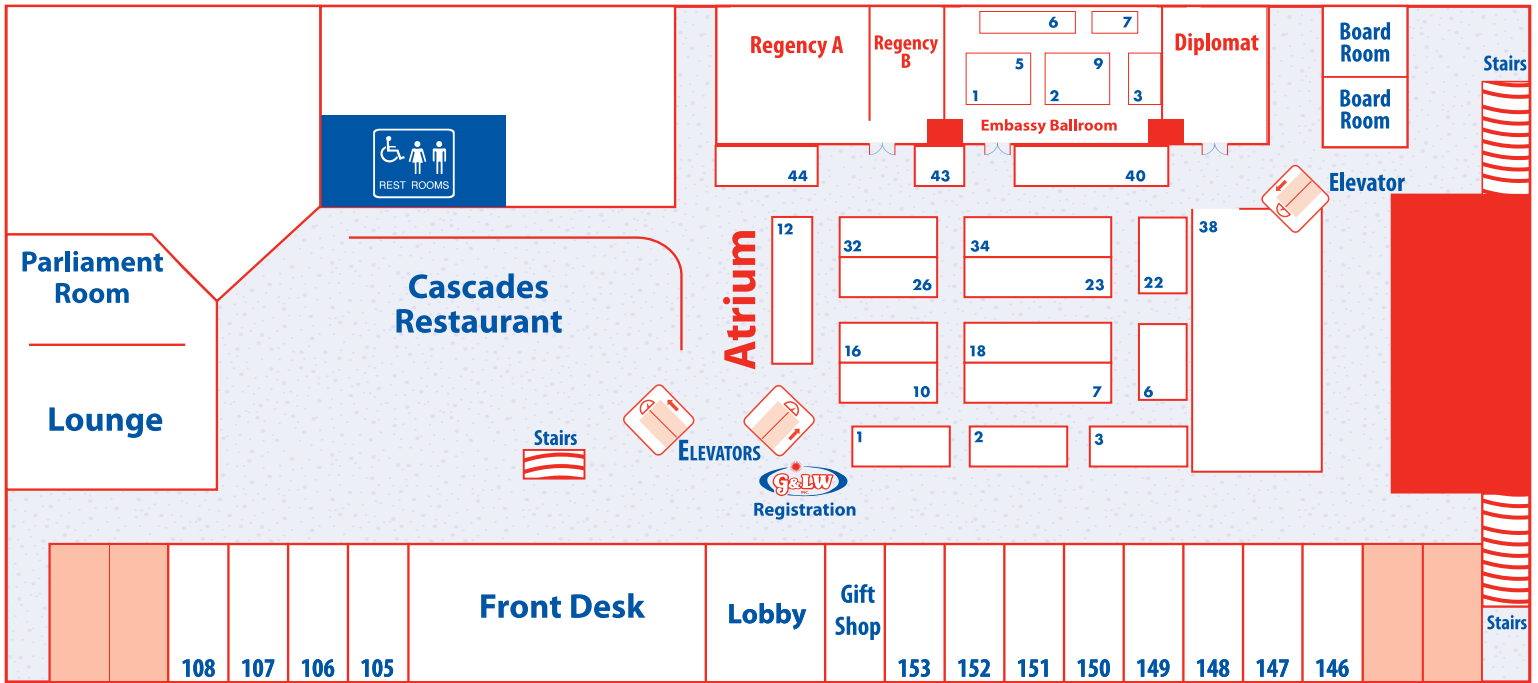 6
7
Regency A
Regency
B
Diplomat
Board
Room
Stairs
5
9
1
2
3
Board
Room
Embassy Ballroom
44
43
40
Elevator
REST ROOMS
12
32
34
38
26
23
22
Parliament
Room
Cascades
Restaurant
Atrium
16
18
10
7
6
Lounge
Stairs
ELEVATORS
1
2
3
G&LW
INC.
Registration
Front Desk
Lobby
Gift
Shop
Stairs
108
107
106
105
153
152
151
150
149
148
147
146